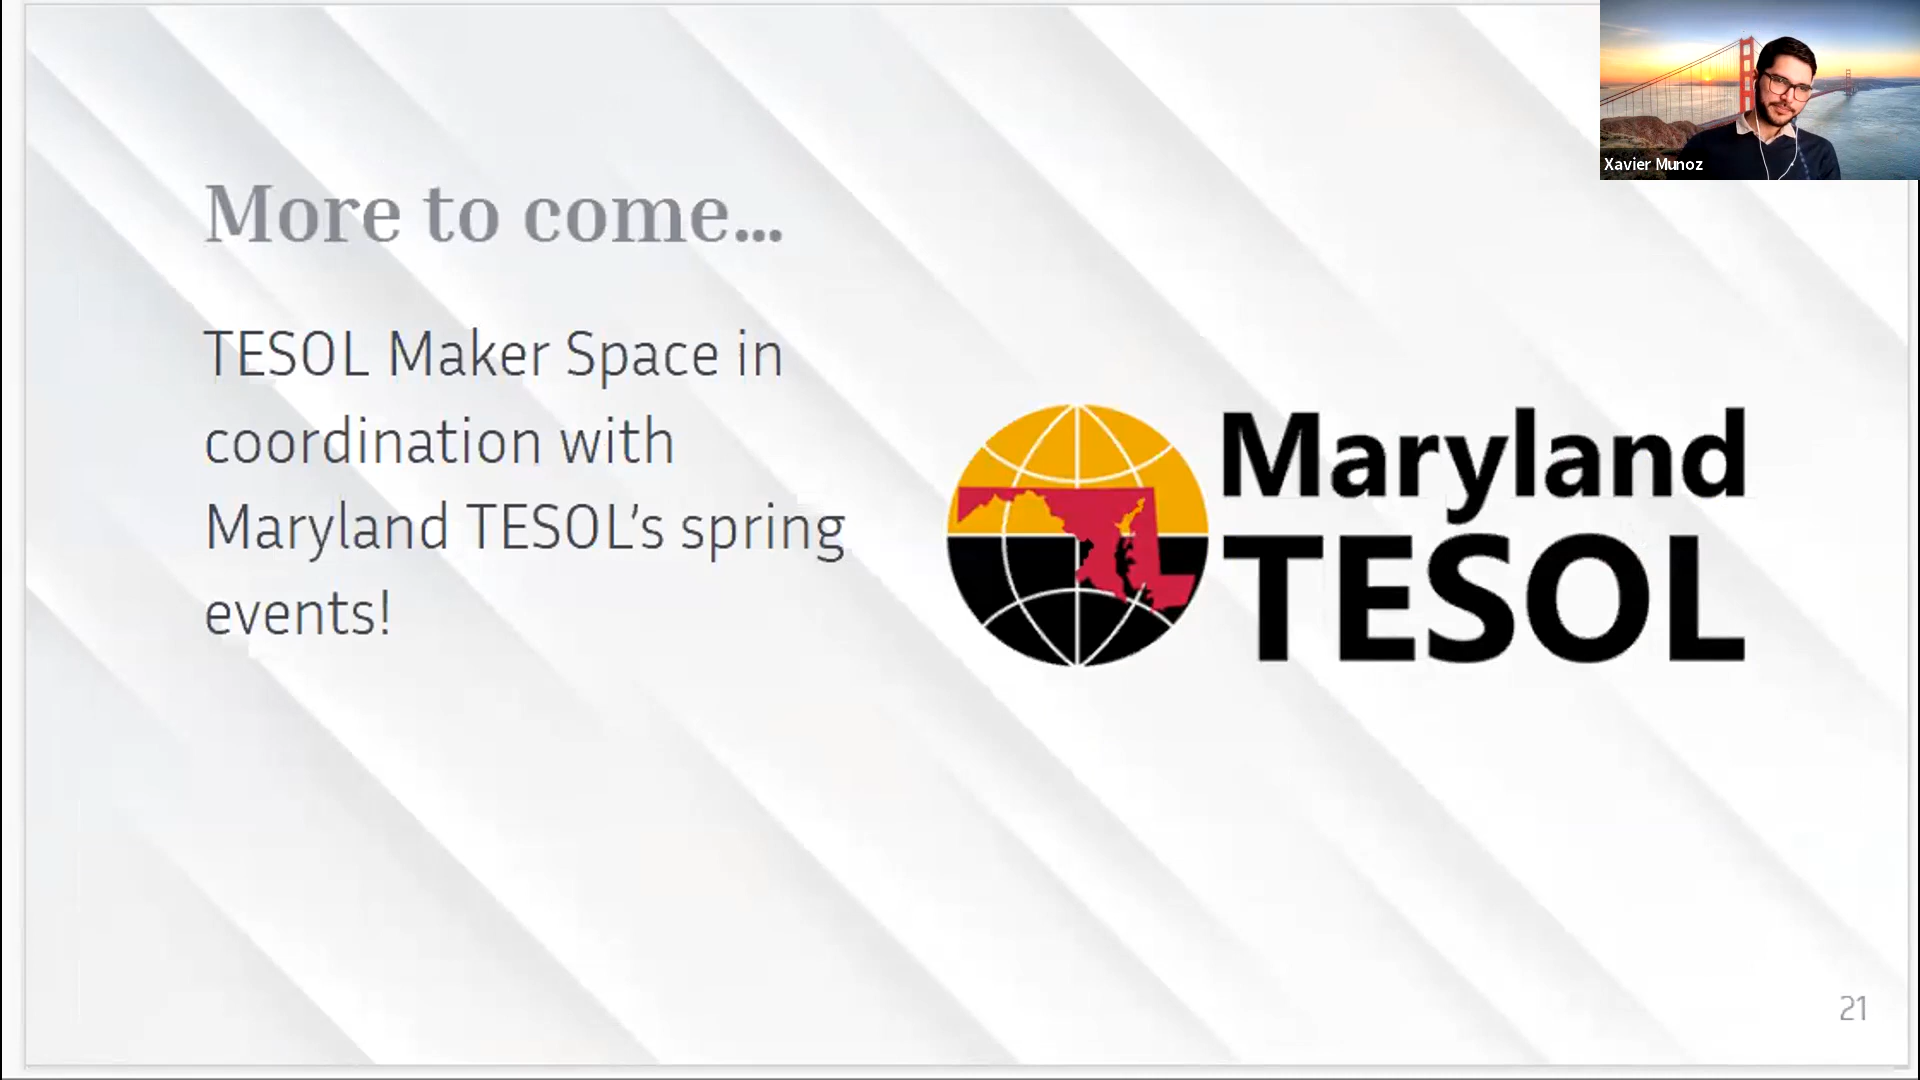 Xavier Munoz
More to come…
TESOL Maker Space in
coordination with
Maryland TESOL’s spring
events!
Maryland
TESOL
21